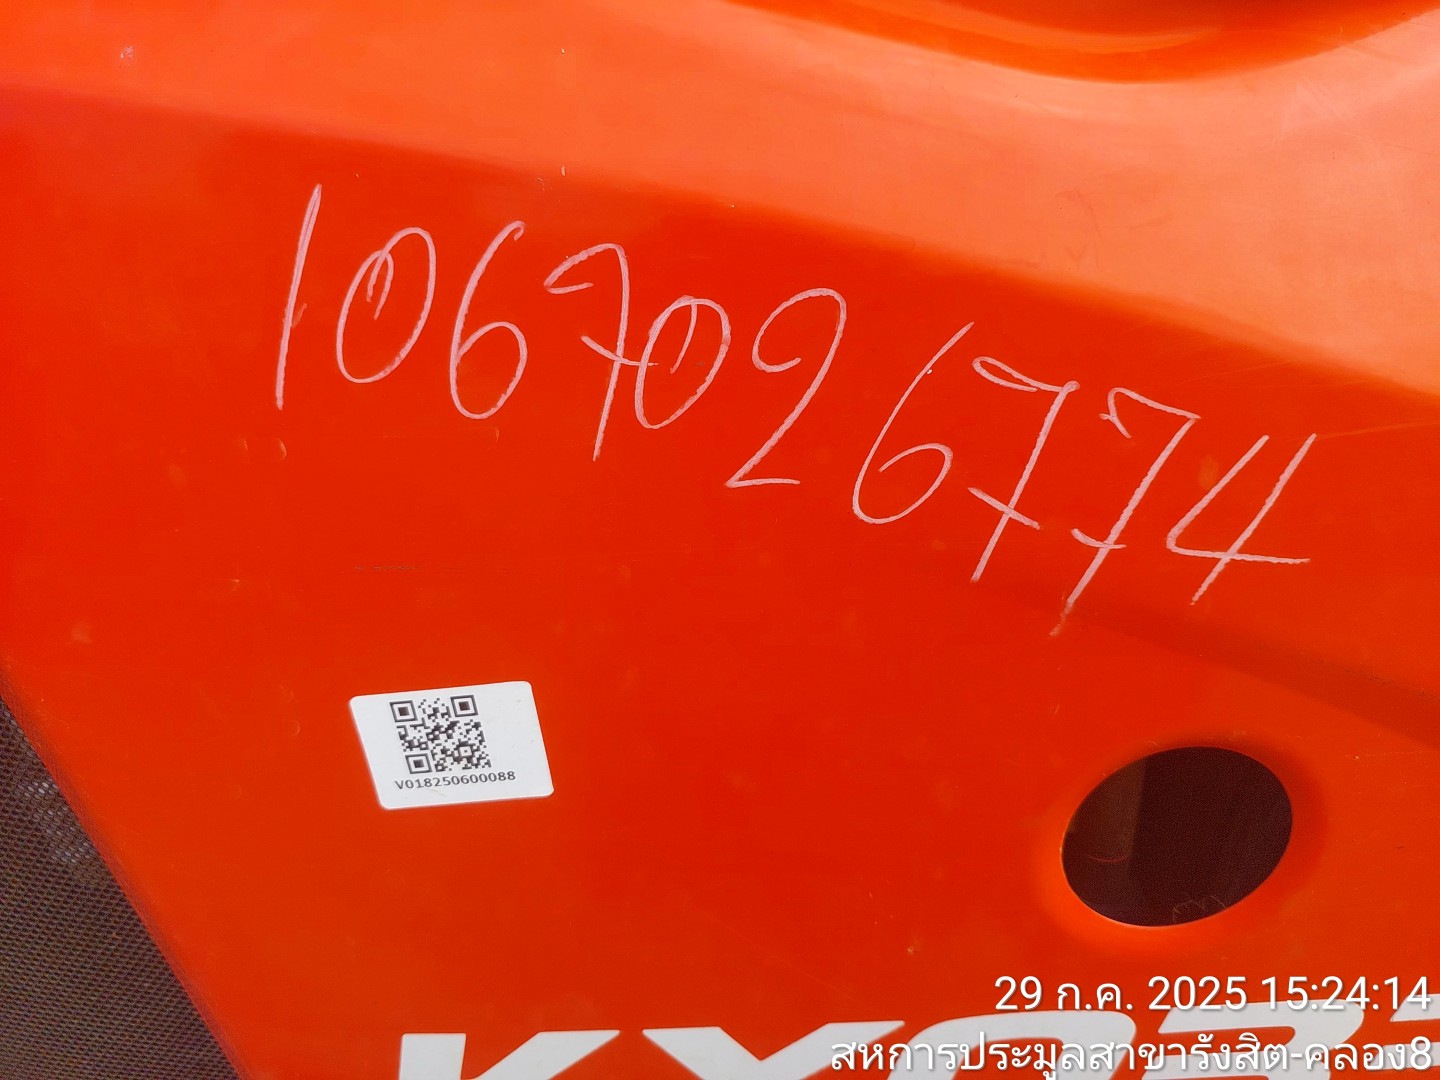 1067026774
V018250600088
29 ก.ค. 2025 15:24:14
สหการประมูลสาขารังสิต-คลอง8